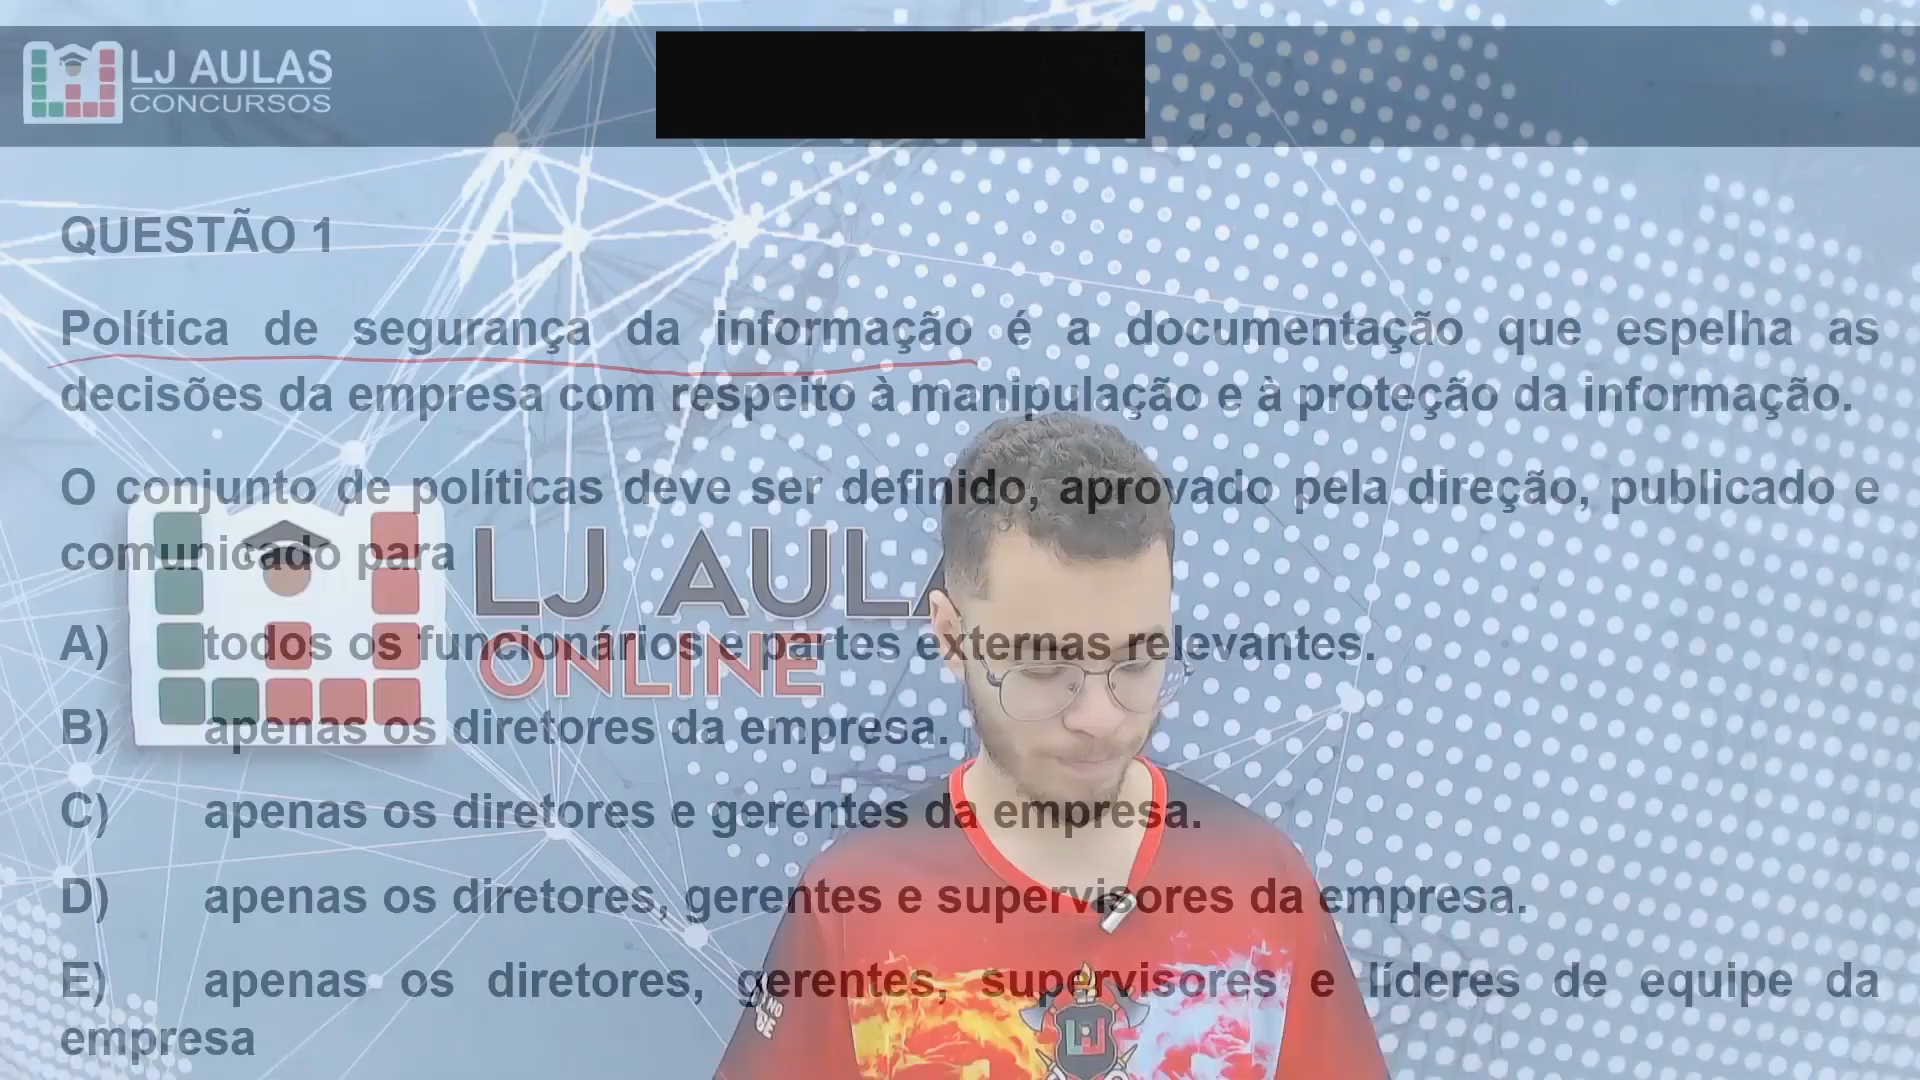 LJ AULAS
CONCURSOS
QUESTÃO 1
Política de segurança da informação é a documentação que espelha as
decisões da empresa com respeito à manipulação e à proteção da informação.
O conjunto de políticas deve ser definido, aprovado pela direção, publicado e
comunicado para
LJ AULA
ONLINE
A) todos os funcionários e partes externas relevantes.
B) apenas os diretores da empresa.
C) apenas os diretores e gerentes da empresa.
D) apenas os diretores, gerentes e supervisores da empresa.
E) apenas os diretores, gerentes, supervisores e líderes de equipe da
empresa